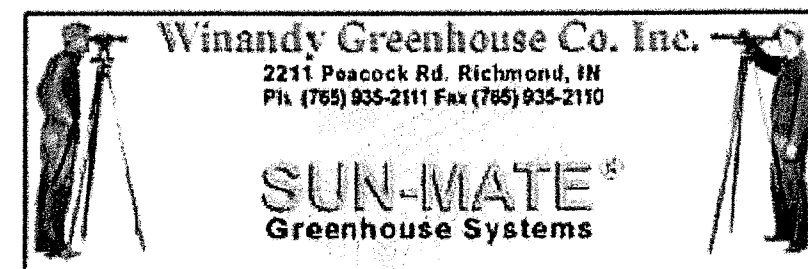 Winandy Greenhouse Co. Inc.
2211 Peacock Rd. Richmond, IN
Ph. (765) 935-2111 Fax (765) 935-2110
SUN-MATE®
Greenhouse Systems